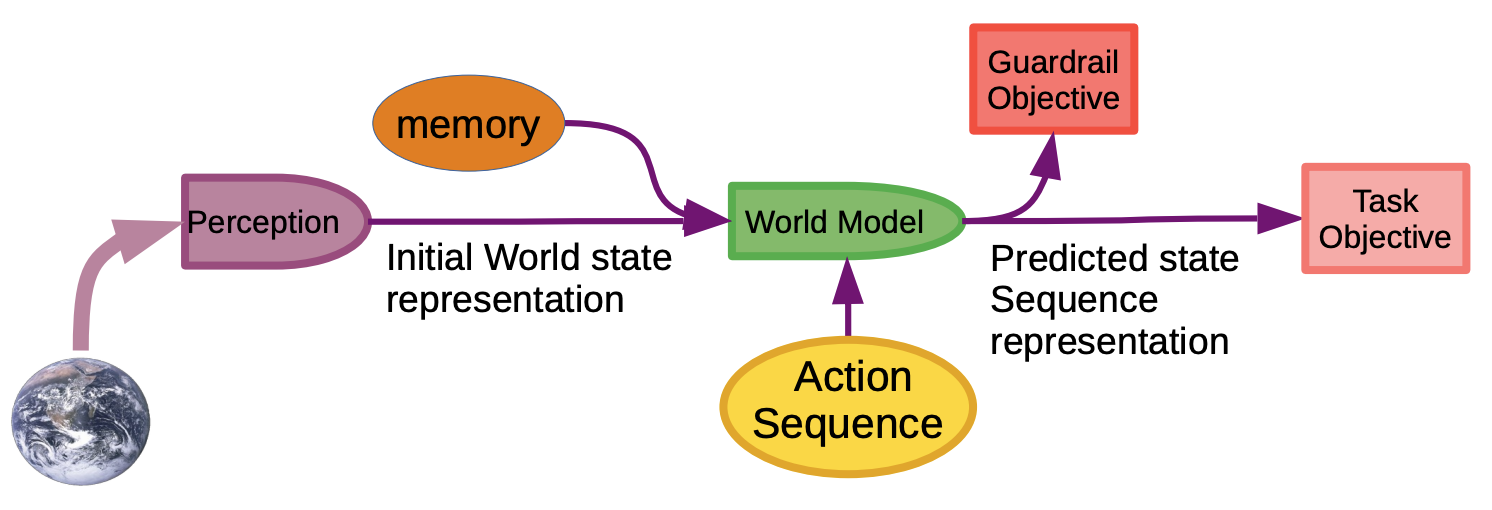 Guardrail
Objective
memory
Perception
World Model
Task
Objective
Initial World state
representation
Predicted state
Sequence
representation
Action
Sequence